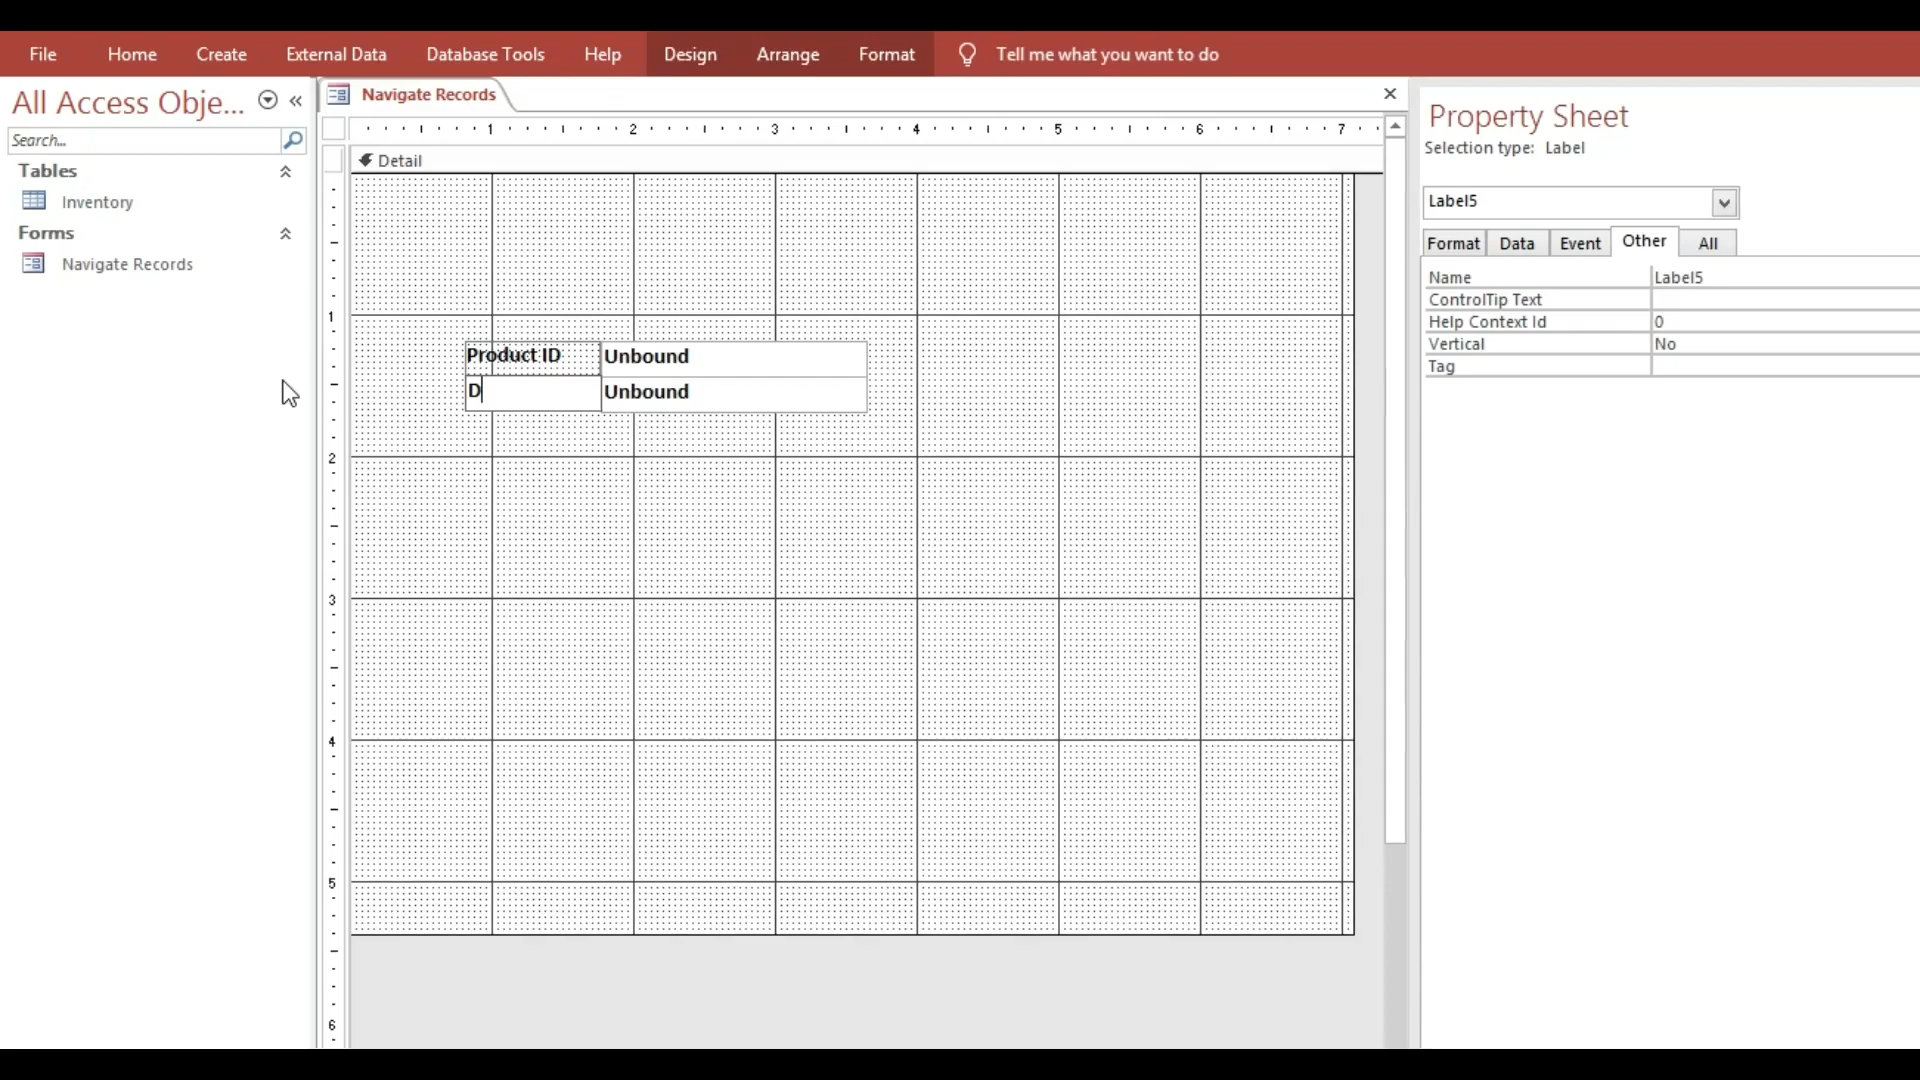 File Home Create External Data Database Tools Help Design Arrange Format Tell me what you want to do
All Access Obje... «
Search...
Tables
Inventory
Forms
Navigate Records
Navigate Records
1 2 3 4 5 6 7
Detail
1
2
3
4
5
6
Product ID Unbound
D Unbound
Property Sheet
Selection type: Label
Label5
Format Data Event Other All
Name Label5
ControlTip Text
Help Context Id 0
Vertical No
Tag